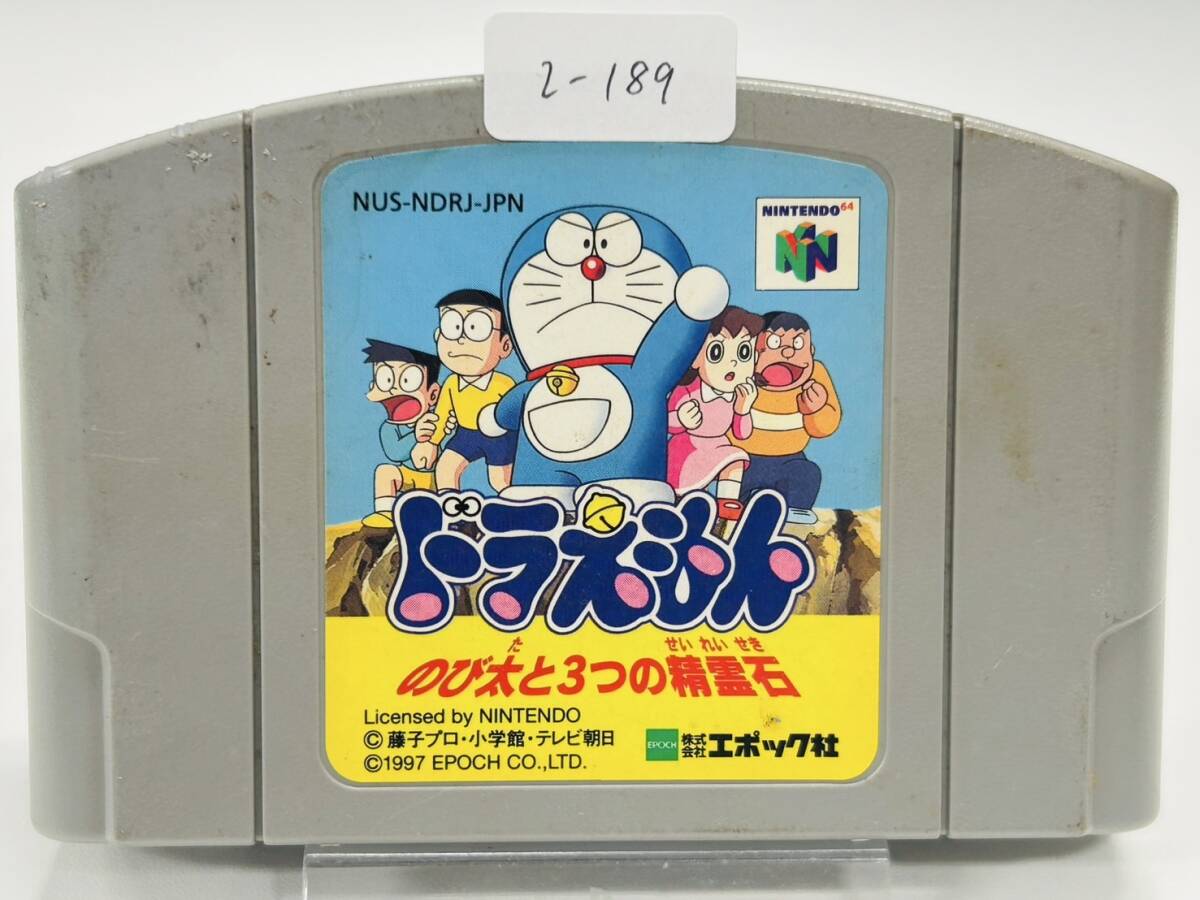 2-189
NUS-NDRJ-JPN
NINTENDO64
ドラえもん
た
せいれいせき
のび太と3つの精霊石
Licensed by NINTENDO
©藤子プロ・小学館・テレビ朝日
©1997 EPOCH CO.,LTD.
EPOCH 株式会社エポック社